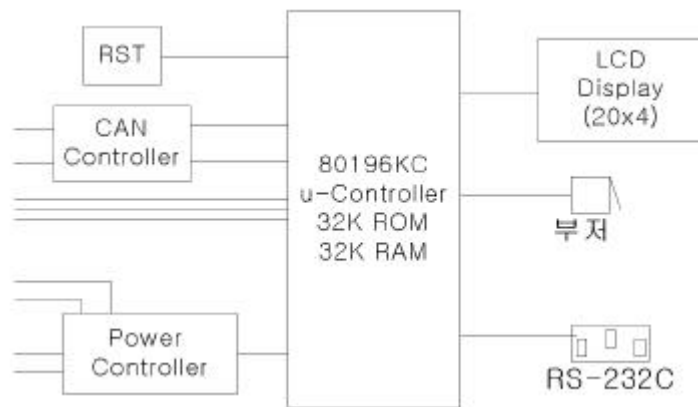 RST
CAN
Controller
Power
Controller
80196KC
u-Controller
32K ROM
32K RAM
LCD
Display
(20x4)
부저
RS-232C